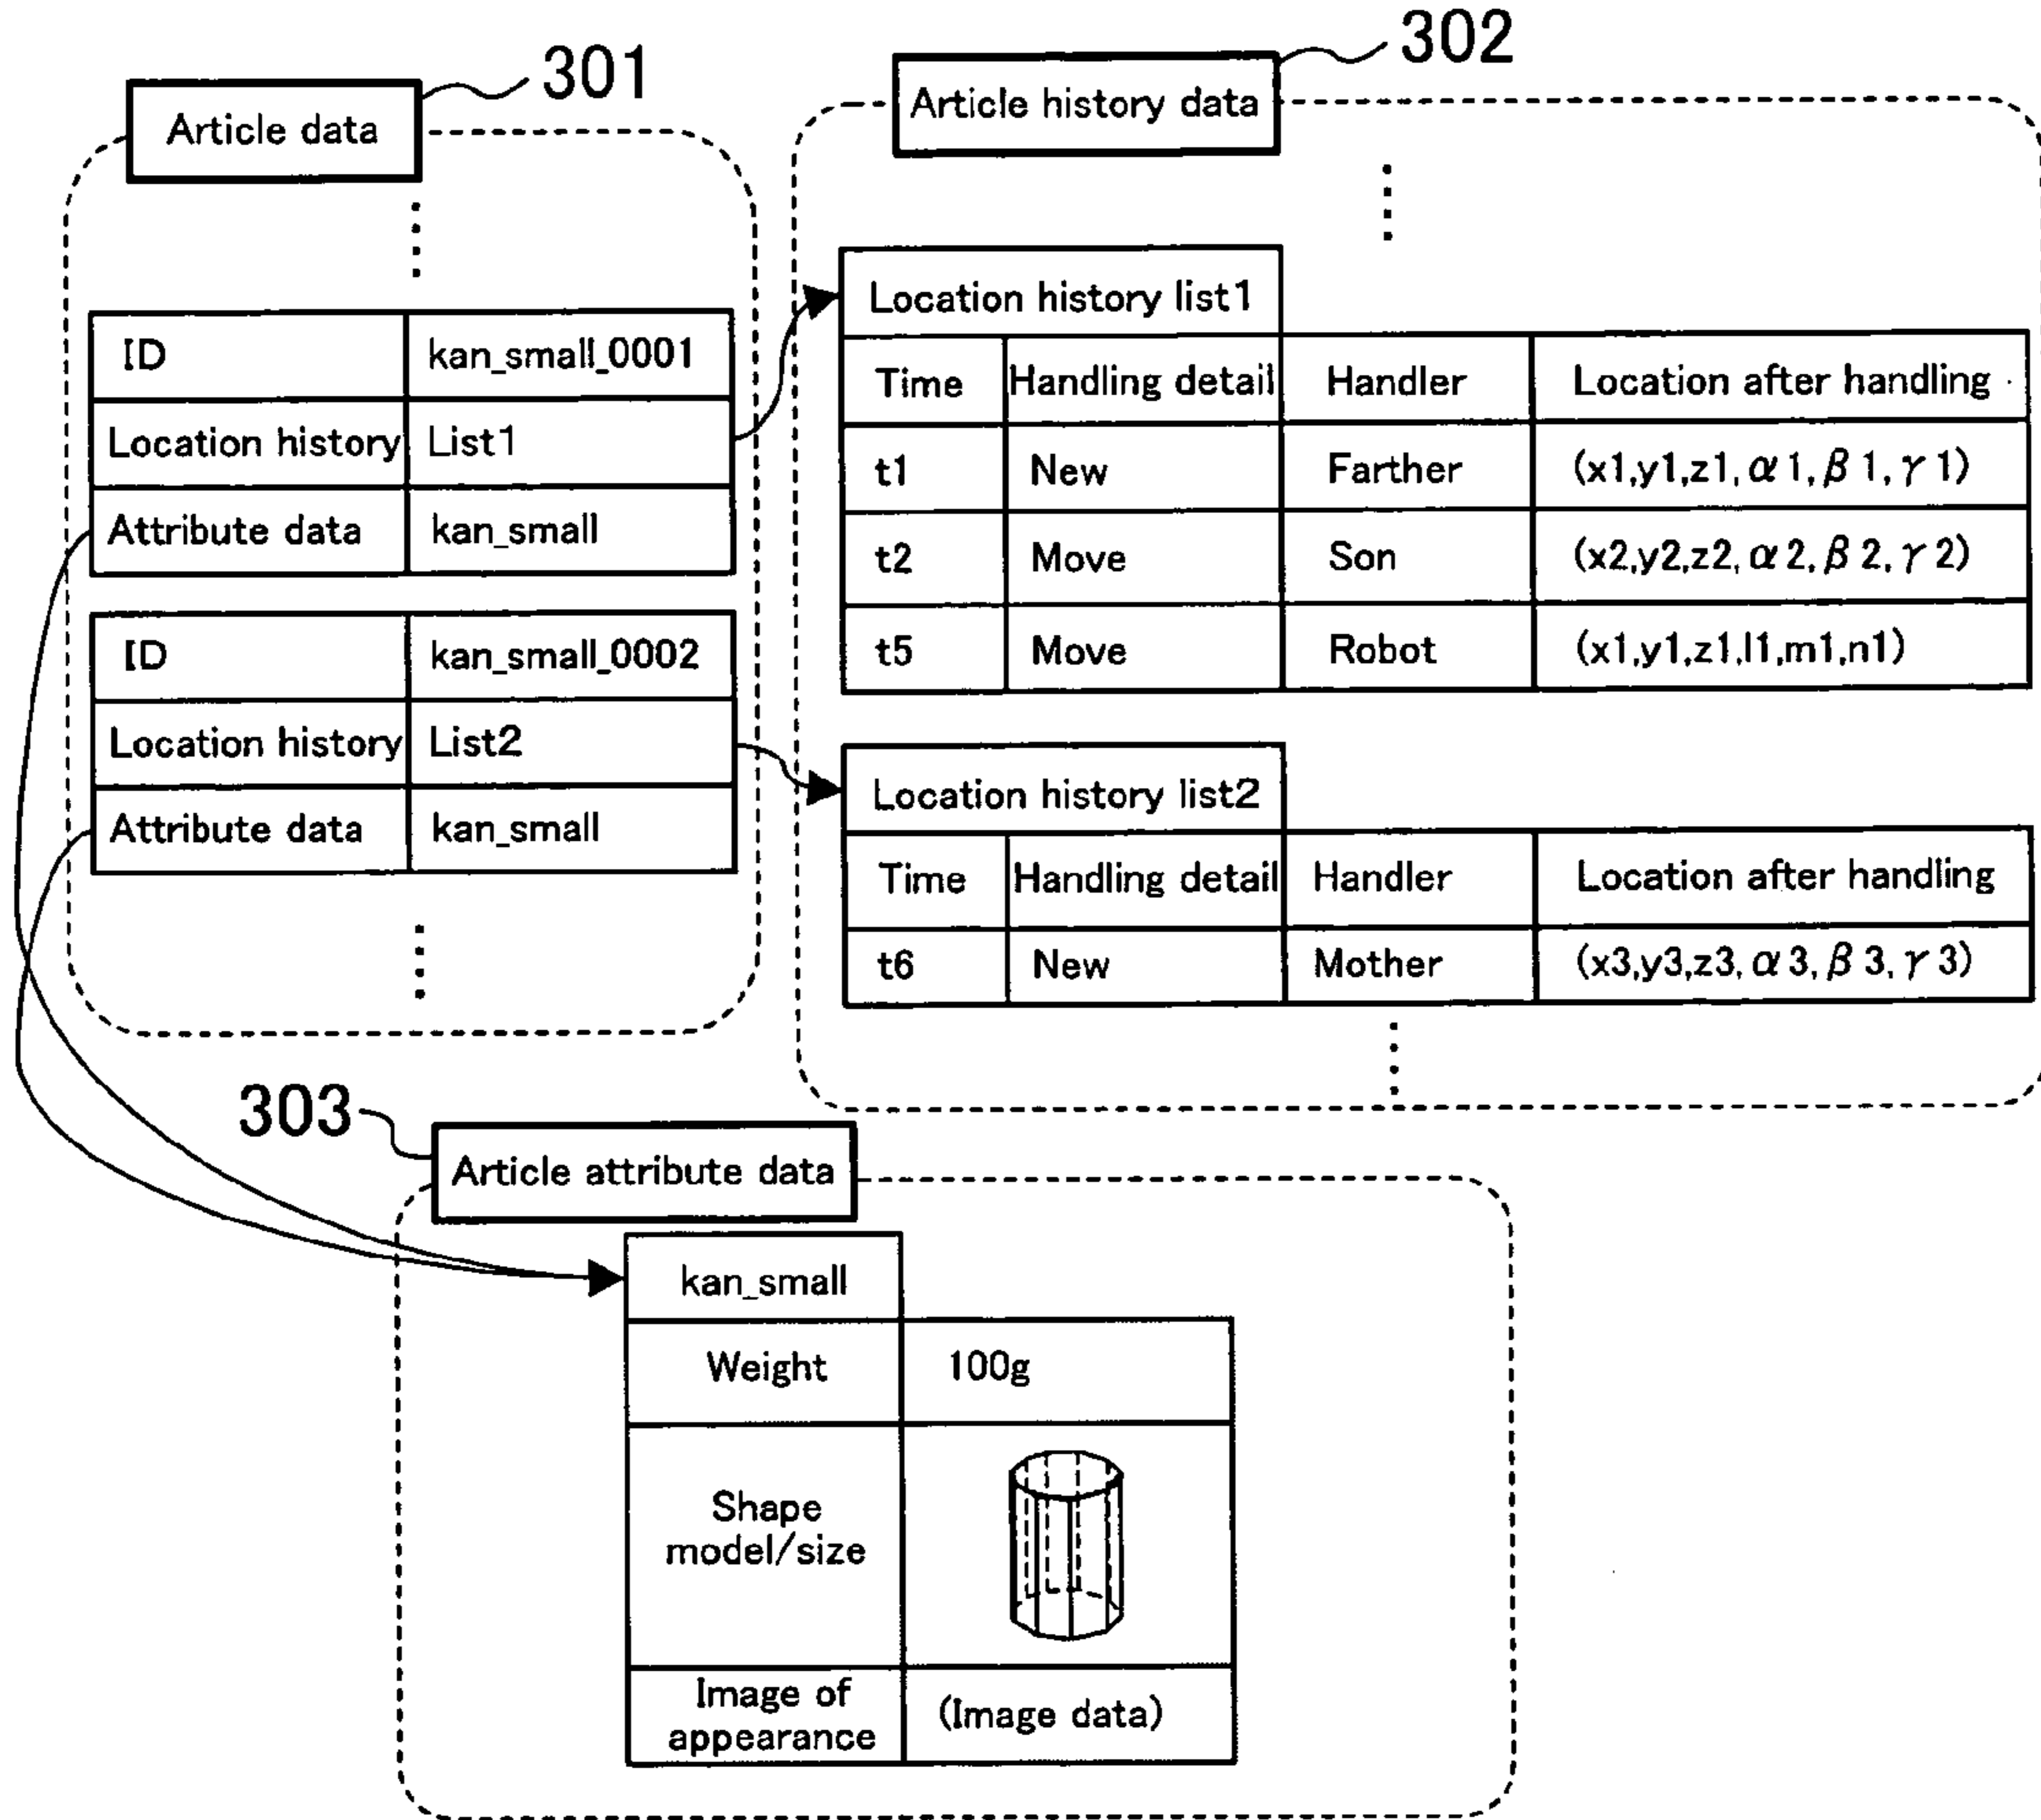 301
Article data
ID kan_small_0001
Location history List1
Attribute data kan_small
ID kan_small_0002
Location history List2
Attribute data kan_small
302
Article history data
Location history list1
Time Handling detail Handler Location after handling
t1 New Farther (x1,y1,z1,α1,β1,γ1)
t2 Move Son (x2,y2,z2,α2,β2,γ2)
t5 Move Robot (x1,y1,z1,l1,m1,n1)
Location history list2
Time Handling detail Handler Location after handling
t6 New Mother (x3,y3,z3,α3,β3,γ3)
303
Article attribute data
kan_small
Weight 100g
Shape
model/size
Image of
appearance
(Image data)